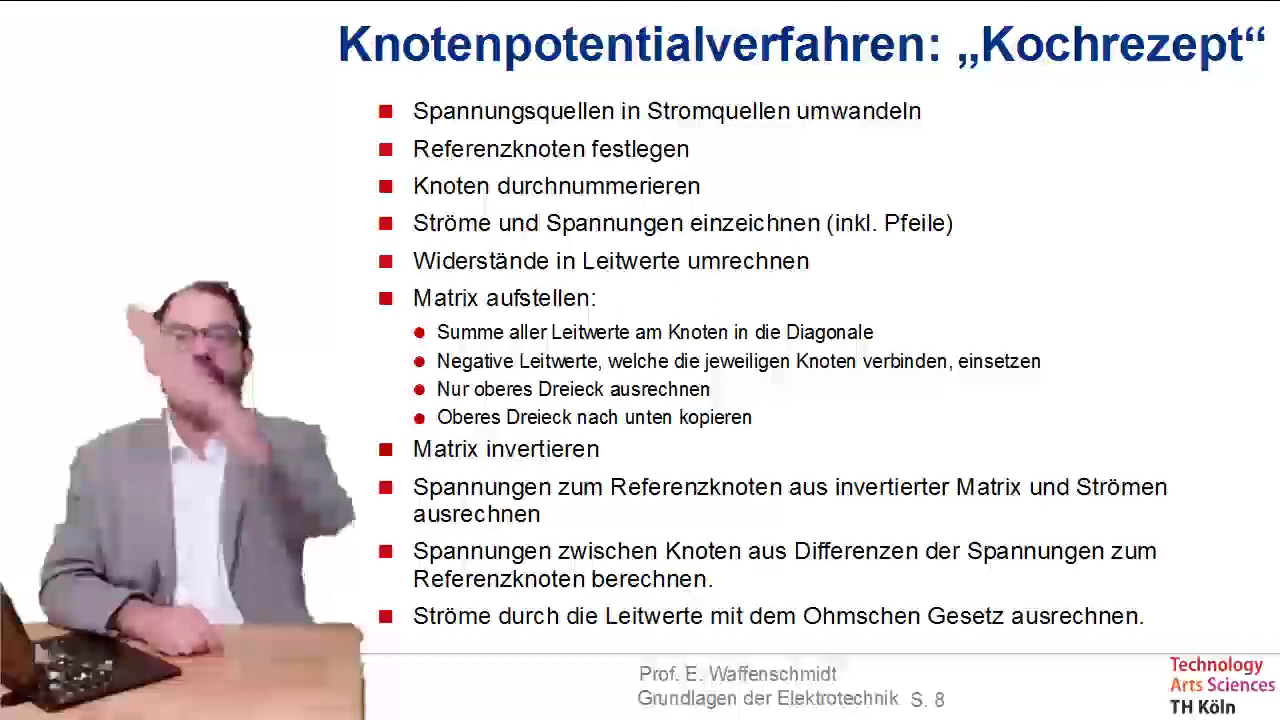 Knotenpotentialverfahren: „Kochrezept“
Spannungsquellen in Stromquellen umwandeln
Referenzknoten festlegen
Knoten durchnummerieren
Ströme und Spannungen einzeichnen (inkl. Pfeile)
Widerstände in Leitwerte umrechnen
Matrix aufstellen:
Summe aller Leitwerte am Knoten in die Diagonale
Negative Leitwerte, welche die jeweiligen Knoten verbinden, einsetzen
Nur oberes Dreieck ausrechnen
Oberes Dreieck nach unten kopieren
Matrix invertieren
Spannungen zum Referenzknoten aus invertierter Matrix und Strömen
ausrechnen
Spannungen zwischen Knoten aus Differenzen der Spannungen zum
Referenzknoten berechnen.
Ströme durch die Leitwerte mit dem Ohmschen Gesetz ausrechnen.
Prof. E. Waffenschmidt
Grundlagen der Elektrotechnik S. 8
Technology
Arts Sciences
TH Köln